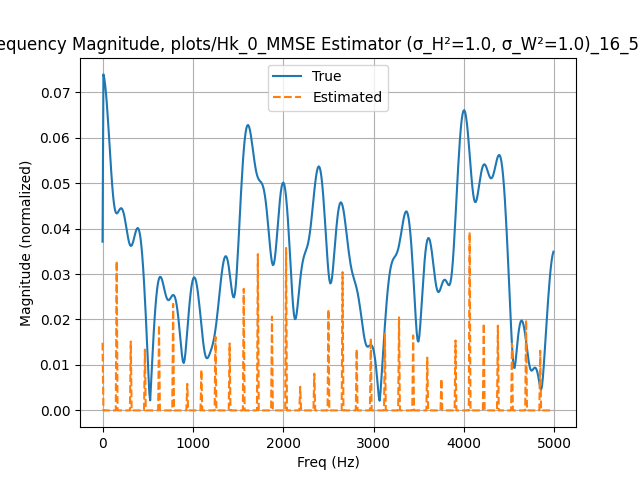 equency Magnitude, plots/Hk_0_MMSE Estimator (σ_H²=1.0, σ_W²=1.0)_16_5
True
Estimated
Magnitude (normalized)
0.07
0.06
0.05
0.04
0.03
0.02
0.01
0.00
0 1000 2000 3000 4000 5000
Freq (Hz)